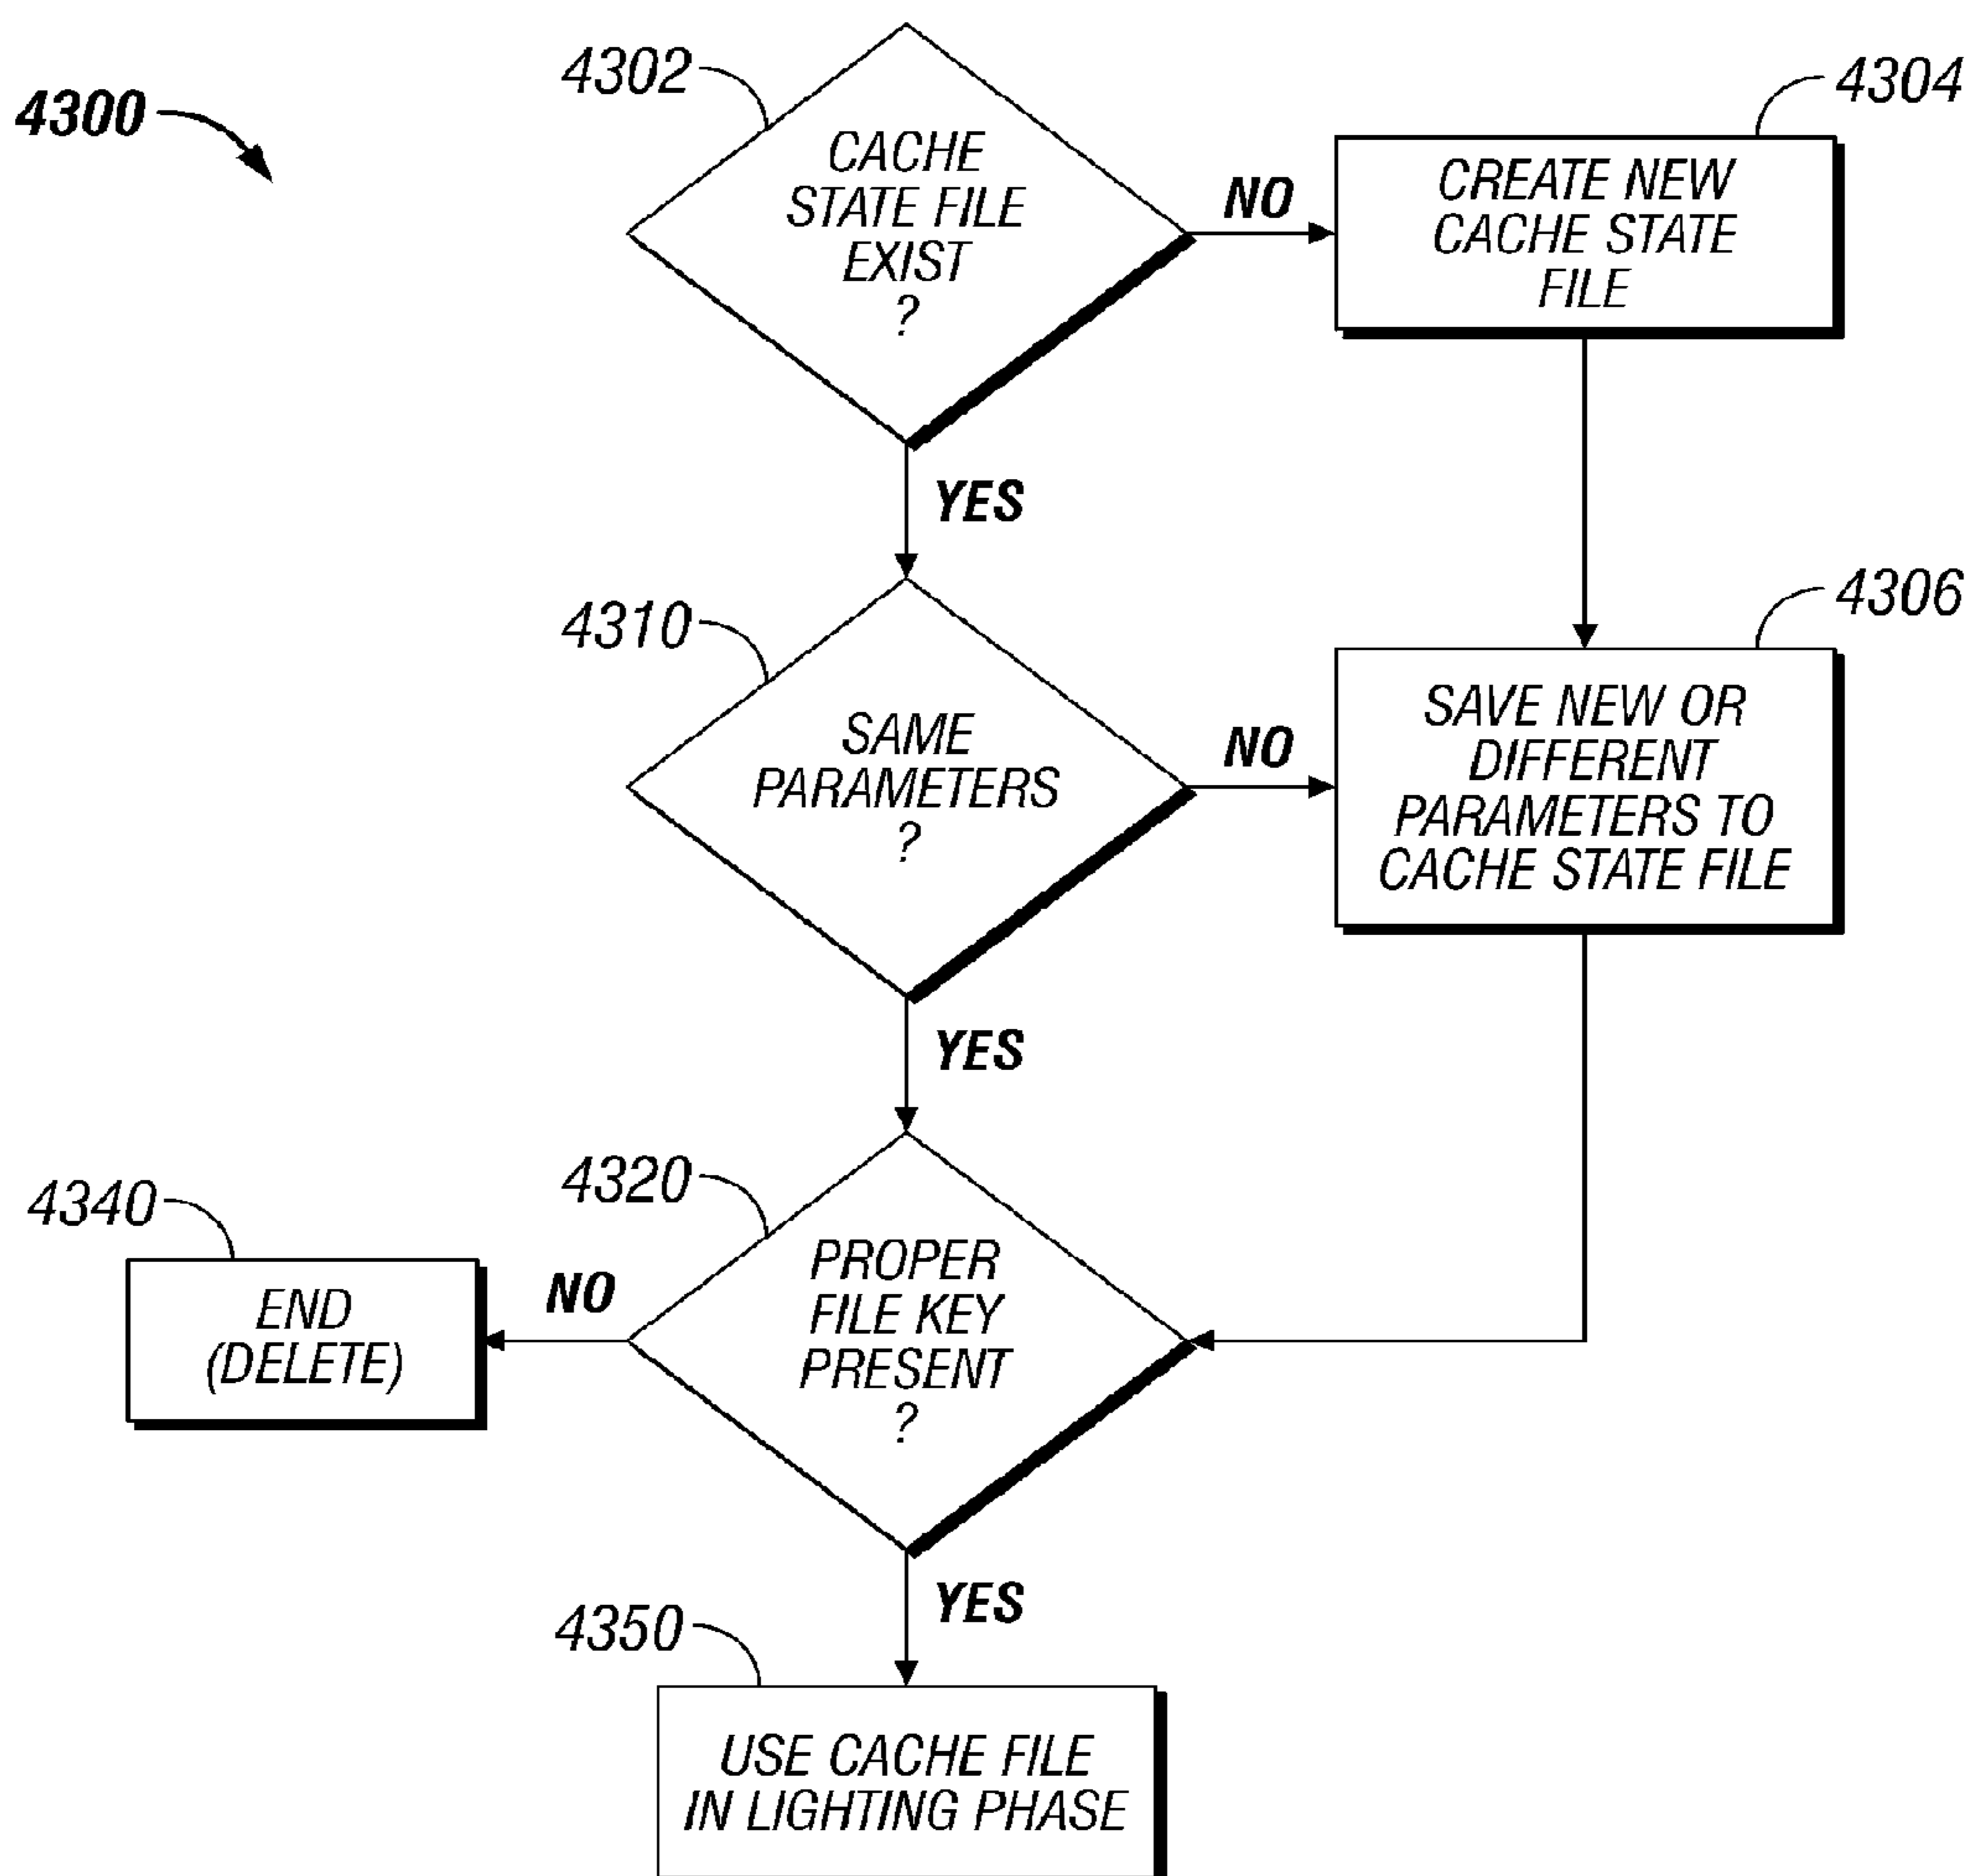 4300
4302
CACHE
STATE FILE
EXIST
?
NO
4304
CREATE NEW
CACHE STATE
FILE
YES
4310
SAME
PARAMETERS
?
NO
4306
SAVE NEW OR
DIFFERENT
PARAMETERS TO
CACHE STATE FILE
YES
4320
PROPER
FILE KEY
PRESENT
?
NO
4340
END
(DELETE)
YES
4350
USE CACHE FILE
IN LIGHTING PHASE